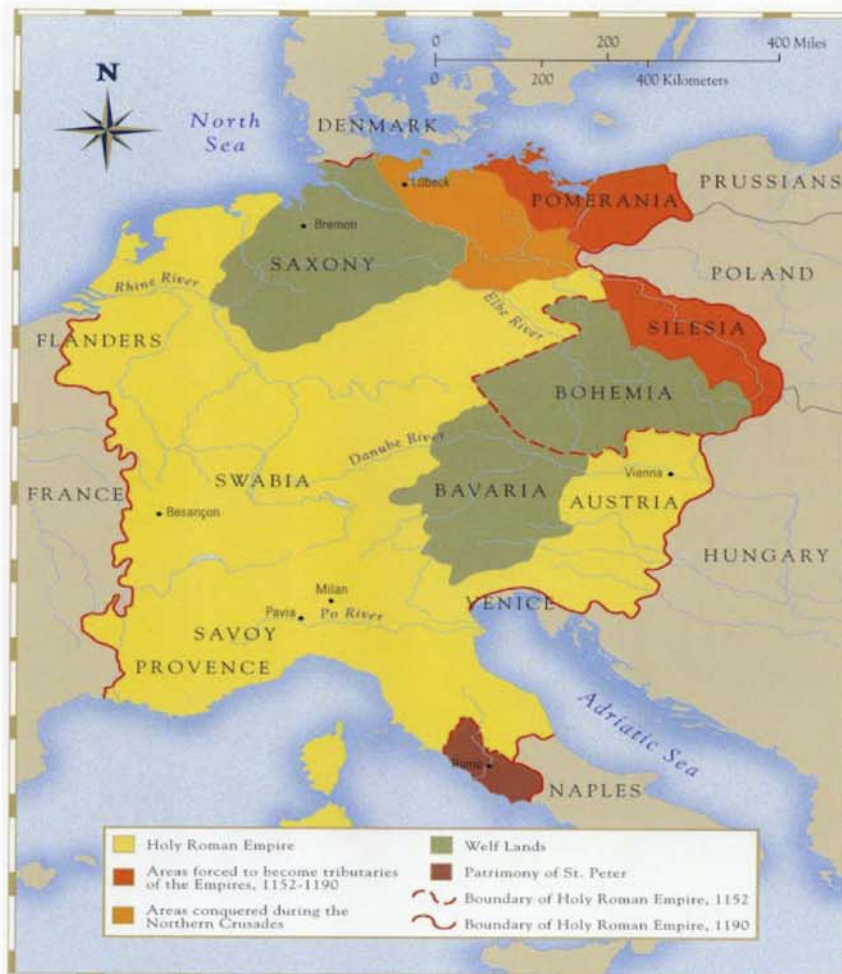 0 200 400 Miles
0 200 400 Kilometers
N
North
Sea
DENMARK
Lübeck
PRUSSIANS
POMERANIA
Bremen
SAXONY
POLAND
Rhine River
Elbe River
SILESIA
FLANDERS
BOHEMIA
Danube River
Vienna
SWABIA
BAVARIA
AUSTRIA
FRANCE
Besançon
HUNGARY
Milan
VENICE
Pavia
Po River
SAVOY
PROVENCE
Adriatic Sea
Rome
NAPLES
Holy Roman Empire
Areas forced to become tributaries
of the Empires, 1152-1190
Areas conquered during the
Northern Crusades
Welf Lands
Patrimony of St. Peter
Boundary of Holy Roman Empire, 1152
Boundary of Holy Roman Empire, 1190